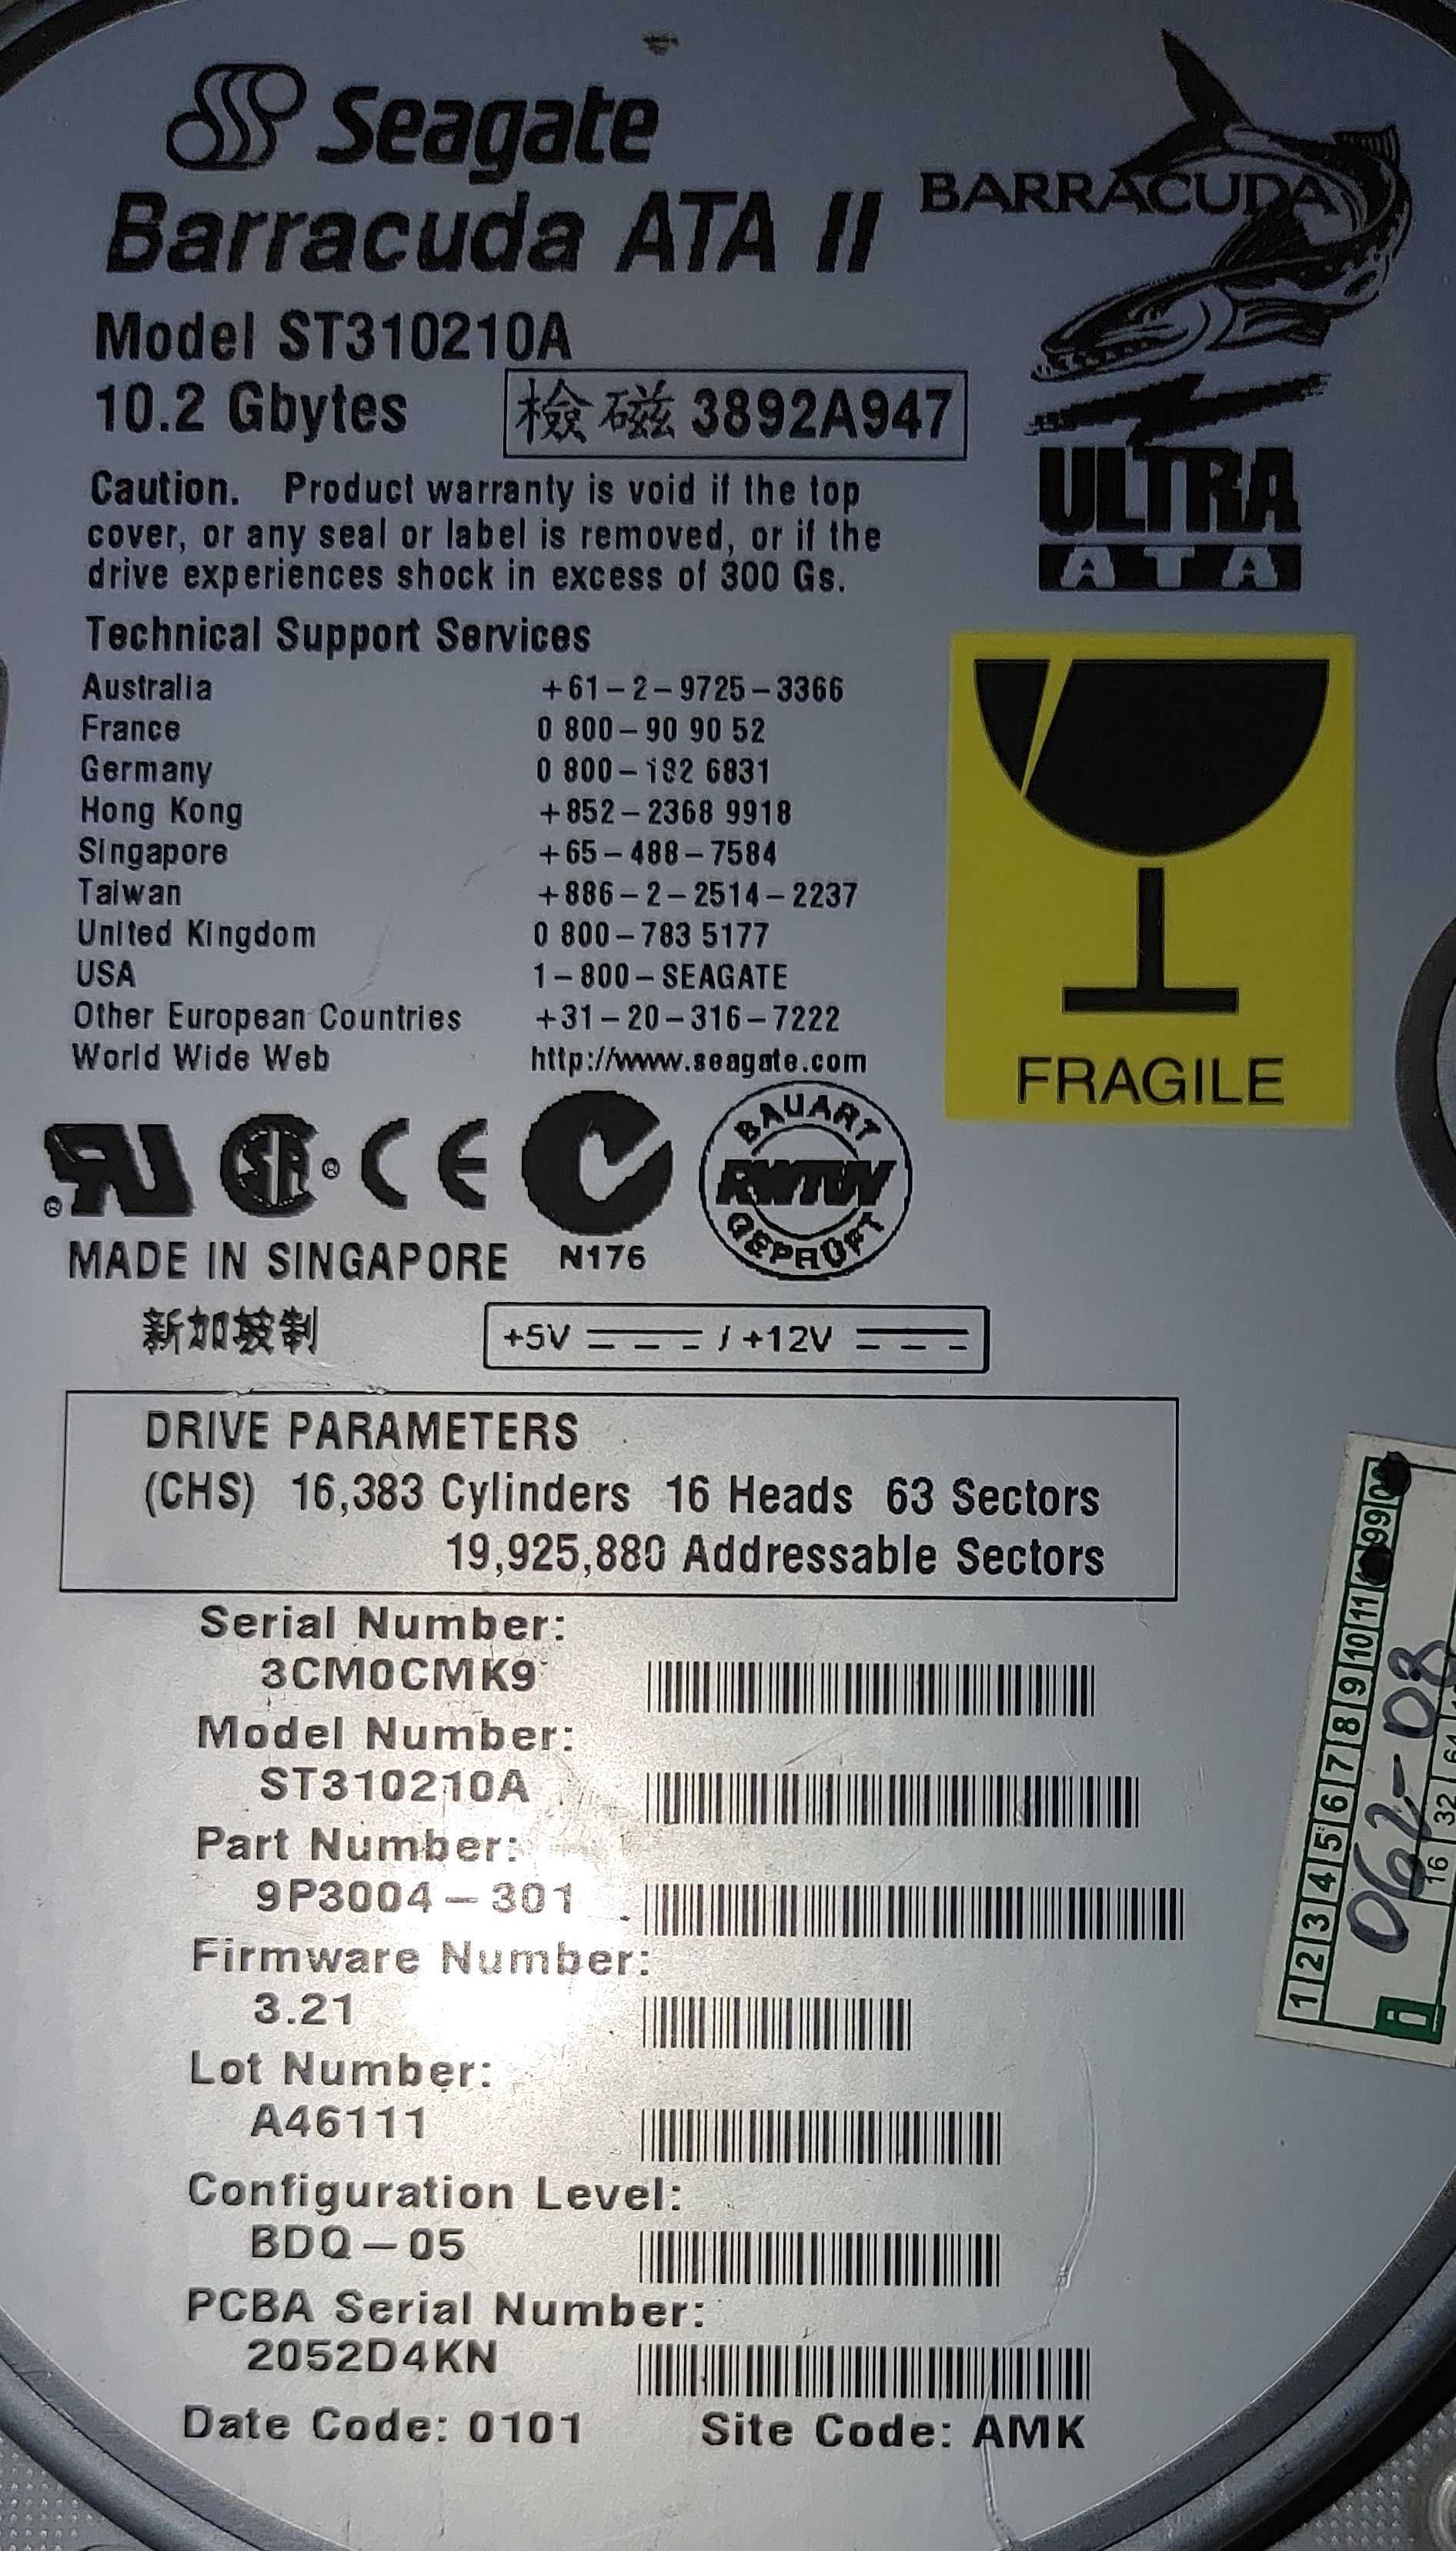 Seagate
Barracuda ATA II
BARRACUDA
Model ST310210A
10.2 Gbytes
檢磁 3892A947
ULTRA
ATA
Caution. Product warranty is void if the top
cover, or any seal or label is removed, or if the
drive experiences shock in excess of 300 Gs.
Technical Support Services
Australia +61-2-9725-3366
France 0 800-90 90 52
Germany 0 800-182 6831
Hong Kong +852-2368 9918
Singapore +65-488-7584
Taiwan +886-2-2514-2237
United Kingdom 0 800-783 5177
USA 1-800-SEAGATE
Other European Countries +31-20-316-7222
World Wide Web http://www.seagate.com
FRAGILE
BAUART
RWTUV
GEPRÜFT
MADE IN SINGAPORE N176
新加坡制
+5V / +12V
DRIVE PARAMETERS
(CHS) 16,383 Cylinders 16 Heads 63 Sectors
19,925,880 Addressable Sectors
Serial Number:
3CM0CMK9
Model Number:
ST310210A
Part Number:
9P3004-301
Firmware Number:
3.21
Lot Number:
A46111
Configuration Level:
BDQ-05
PCBA Serial Number:
2052D4KN
Date Code: 0101 Site Code: AMK
1 2 3 4 5 6 7 8 9 10 11 99
062-08
i 16 32 64